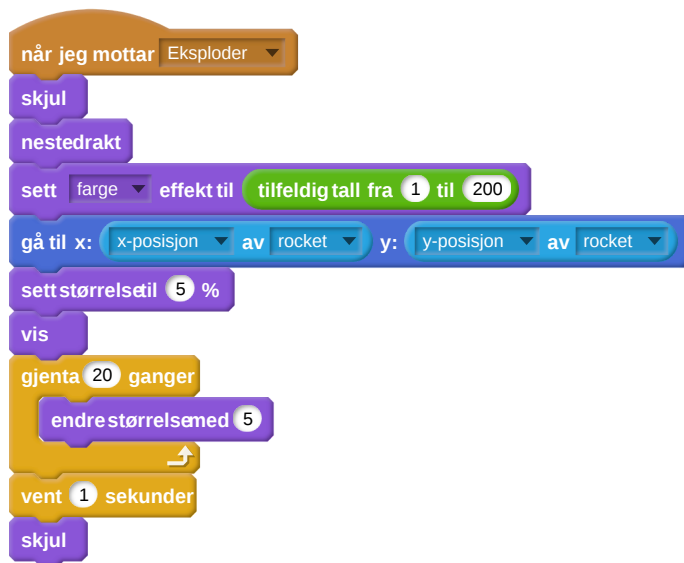 når jeg mottar Eksploder
skjul
nestedrakt
sett farge effekt til tilfeldig tall fra 1 til 200
gå til x: x-posisjon av rocket y: y-posisjon av rocket
sett størrelse til 5 %
vis
gjenta 20 ganger
endre størrelse med 5
vent 1 sekunder
skjul